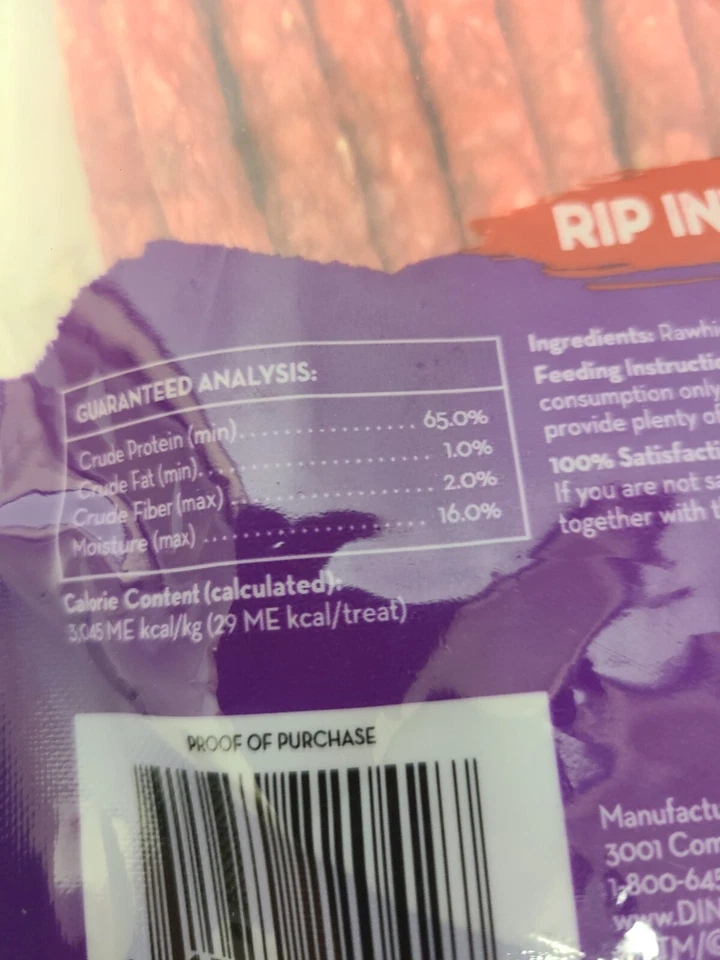 RIP IN
GUARANTEED ANALYSIS:
Crude Protein (min). . . . . . . . . . . . . . . . . . . 65.0%
Crude Fat (min). . . . . . . . . . . . . . . . . . . . . . 1.0%
Crude Fiber (max) . . . . . . . . . . . . . . . . . . . 2.0%
Moisture (max) . . . . . . . . . . . . . . . . . . . . . 16.0%
Calorie Content (calculated):
3,045 ME kcal/kg (29 ME kcal/treat)
Ingredients: Rawhi
Feeding Instructi
consumption only
provide plenty of
100% Satisfacti
If you are not sa
together with t
PROOF OF PURCHASE
Manufactu
3001 Com
1-800-645
www.DIN
TM/©